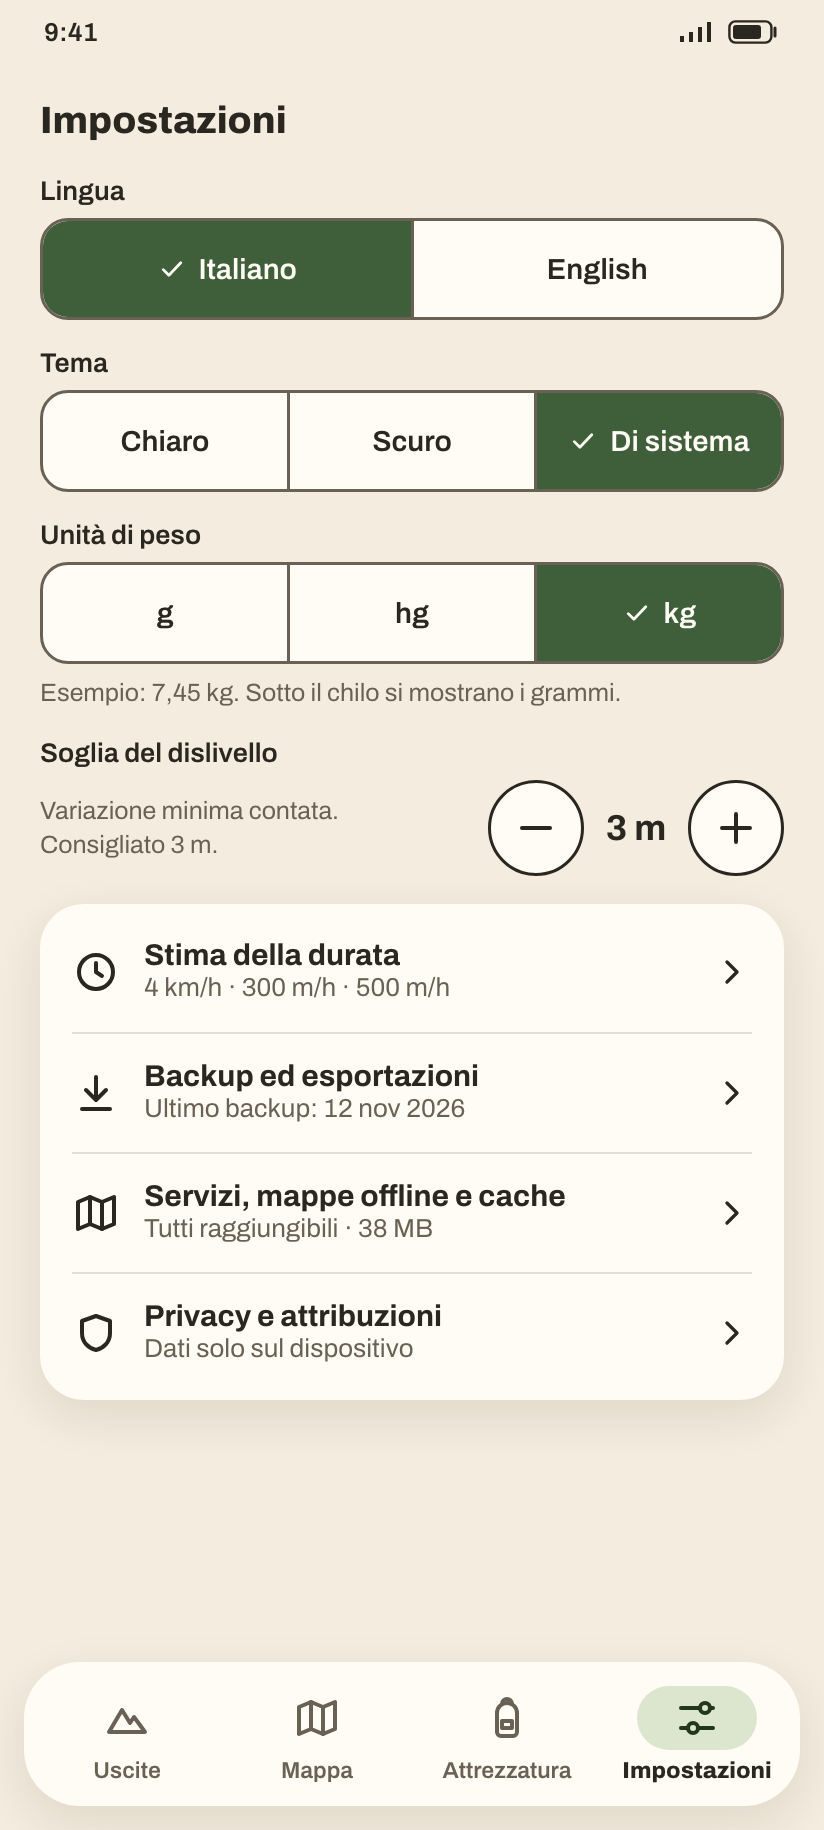 9:41
Impostazioni
Lingua
Italiano
English
Tema
Chiaro
Scuro
Di sistema
Unità di peso
g
hg
kg
Esempio: 7,45 kg. Sotto il chilo si mostrano i grammi.
Soglia del dislivello
Variazione minima contata.
Consigliato 3 m.
3 m
Stima della durata
4 km/h · 300 m/h · 500 m/h
Backup ed esportazioni
Ultimo backup: 12 nov 2026
Servizi, mappe offline e cache
Tutti raggiungibili · 38 MB
Privacy e attribuzioni
Dati solo sul dispositivo
Uscite
Mappa
Attrezzatura
Impostazioni